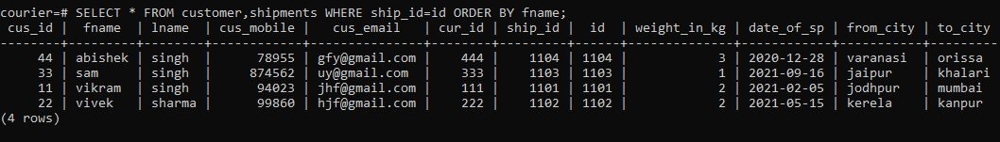 courier=# SELECT * FROM customer,shipments WHERE ship_id=id ORDER BY fname;
 cus_id |  fname  | lname  | cus_mobile |   cus_email   | cur_id | ship_id |  id  | weight_in_kg | date_of_sp | from_city | to_city
--------+---------+--------+------------+---------------+--------+---------+------+--------------+------------+-----------+---------
     44 | abishek | singh  |      78955 | gfy@gmail.com |    444 |    1104 | 1104 |            3 | 2020-12-28 | varanasi  | orissa
     33 | sam     | singh  |     874562 | uy@gmail.com  |    333 |    1103 | 1103 |            1 | 2021-09-16 | jaipur    | khalari
     11 | vikram  | singh  |      94023 | jhf@gmail.com |    111 |    1101 | 1101 |            2 | 2021-02-05 | jodhpur   | mumbai
     22 | vivek   | sharma |      99860 | hjf@gmail.com |    222 |    1102 | 1102 |            2 | 2021-05-15 | kerela    | kanpur
(4 rows)